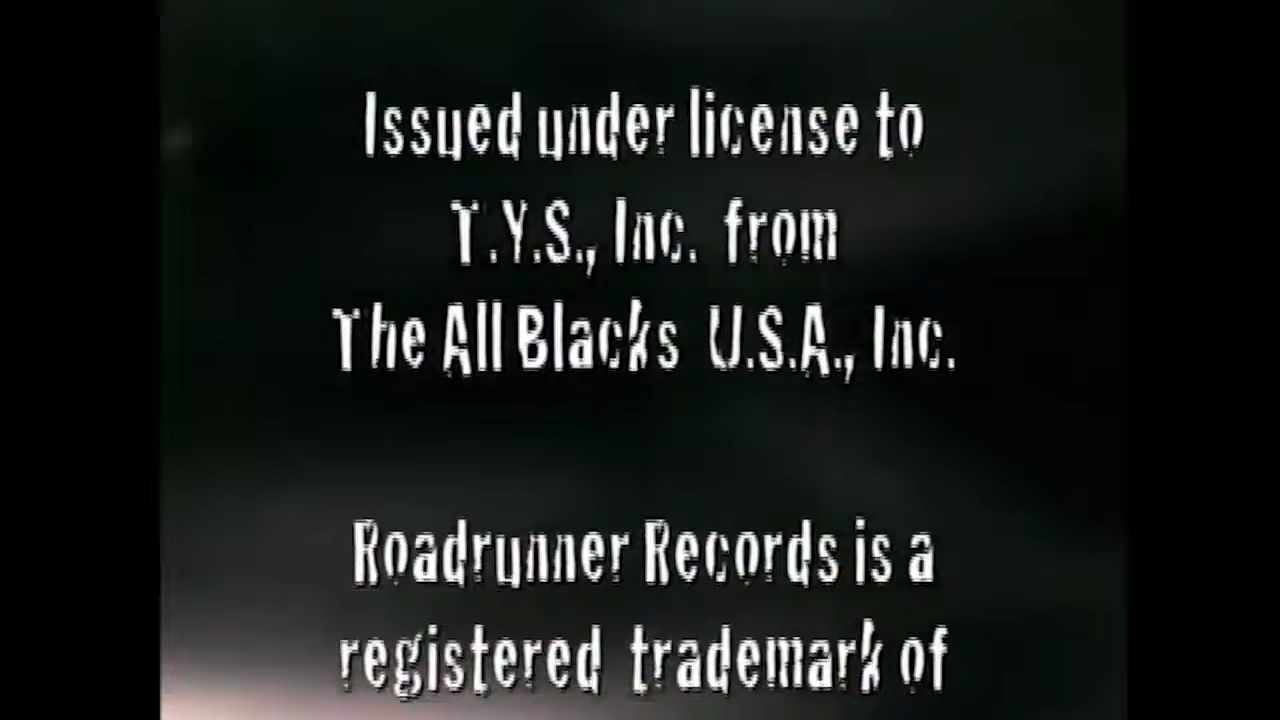 Issued under license to
T.Y.S., Inc. from
The All Blacks U.S.A., Inc.
Roadrunner Records is a
registered trademark of